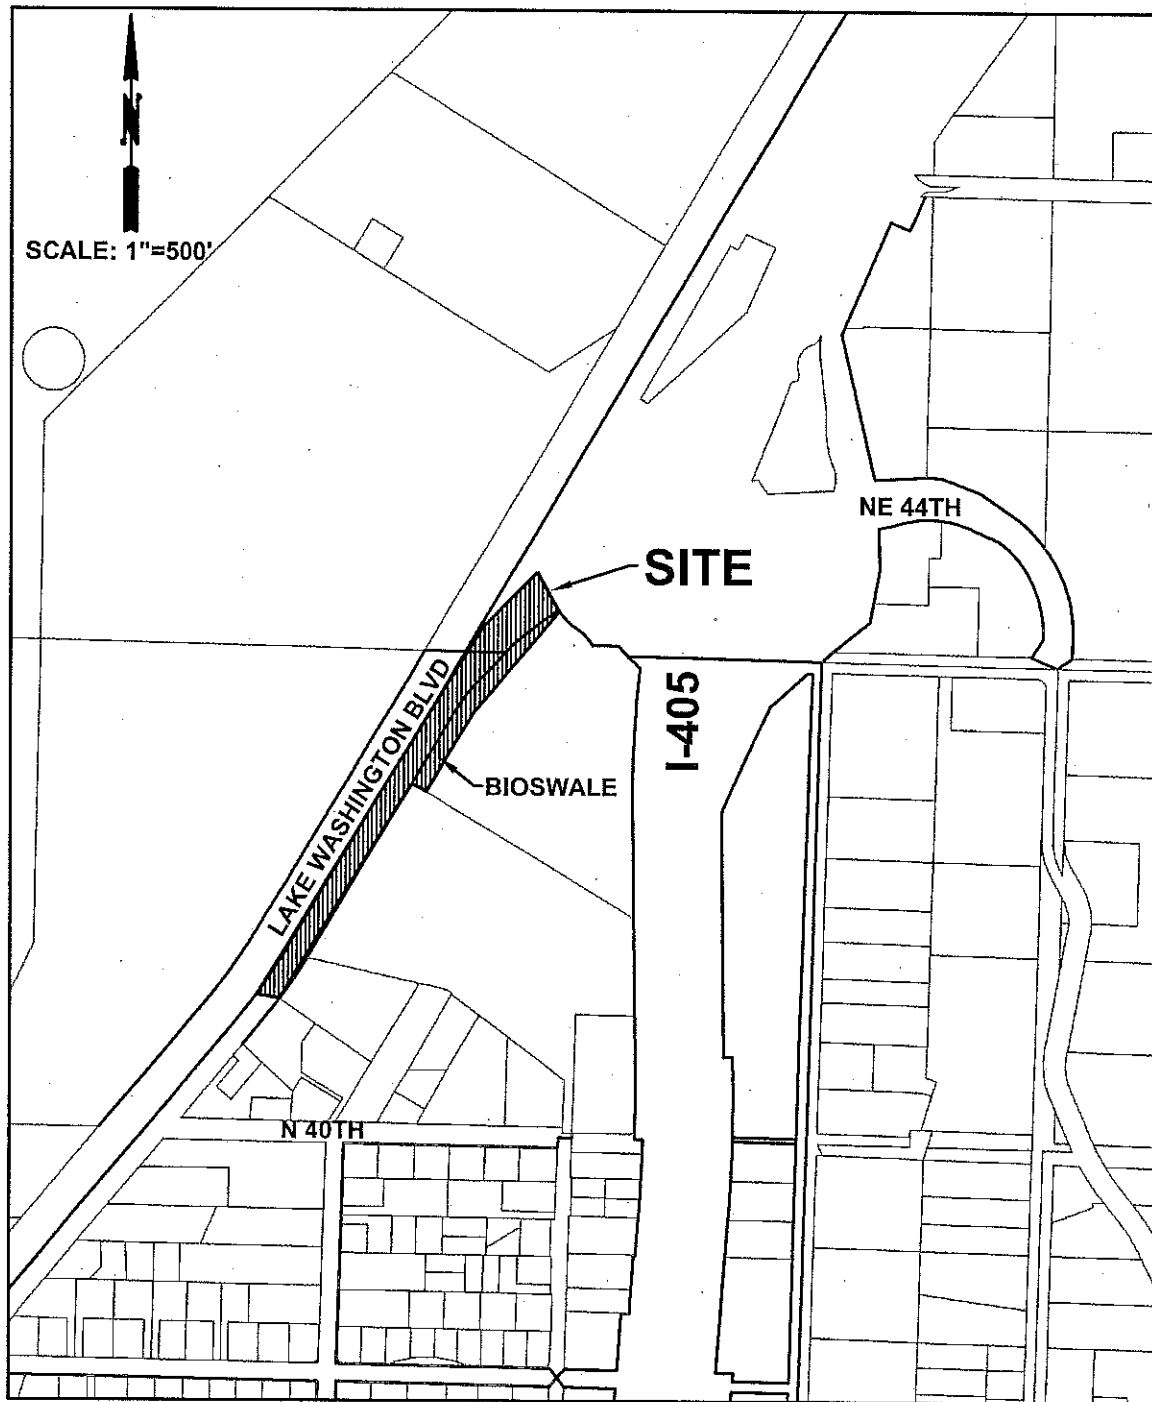 N
SCALE: 1"=500'
NE 44TH
SITE
I-405
LAKE WASHINGTON BLVD
BIOSWALE
N 40TH